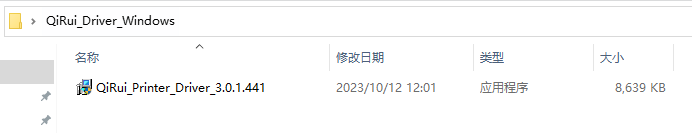 QiRui_Driver_Windows
名称 修改日期 类型 大小
QiRui_Printer_Driver_3.0.1.441 2023/10/12 12:01 应用程序 8,639 KB